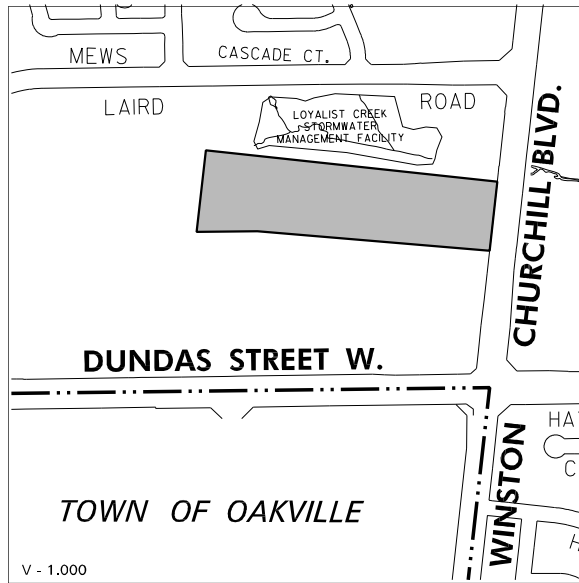 MEWS
CASCADE CT.
LAIRD ROAD
LOYALIST CREEK
STORMWATER
MANAGEMENT FACILITY
CHURCHILL BLVD.
DUNDAS STREET W.
WINSTON
HA
C
H
TOWN OF OAKVILLE
V - 1.000